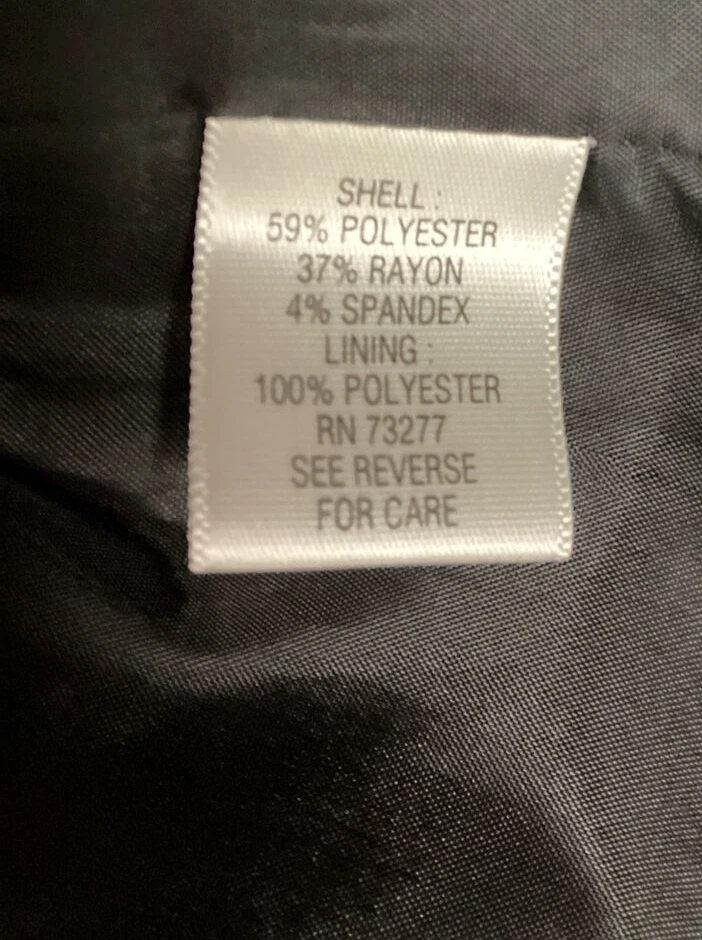 SHELL :
59% POLYESTER
37% RAYON
4% SPANDEX
LINING :
100% POLYESTER
RN 73277
SEE REVERSE
FOR CARE